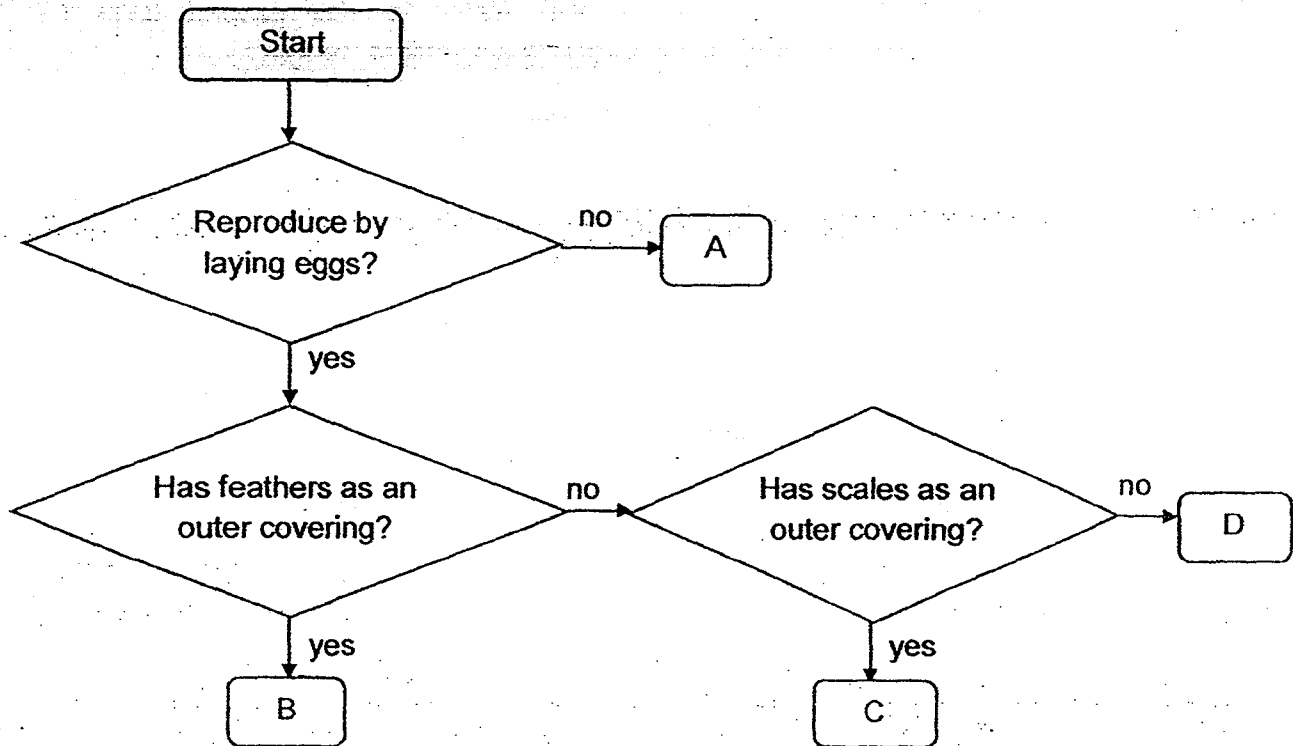 Start
Reproduce by
laying eggs?
no
A
yes
Has feathers as an
outer covering?
no
Has scales as an
outer covering?
no
D
yes
B
yes
C